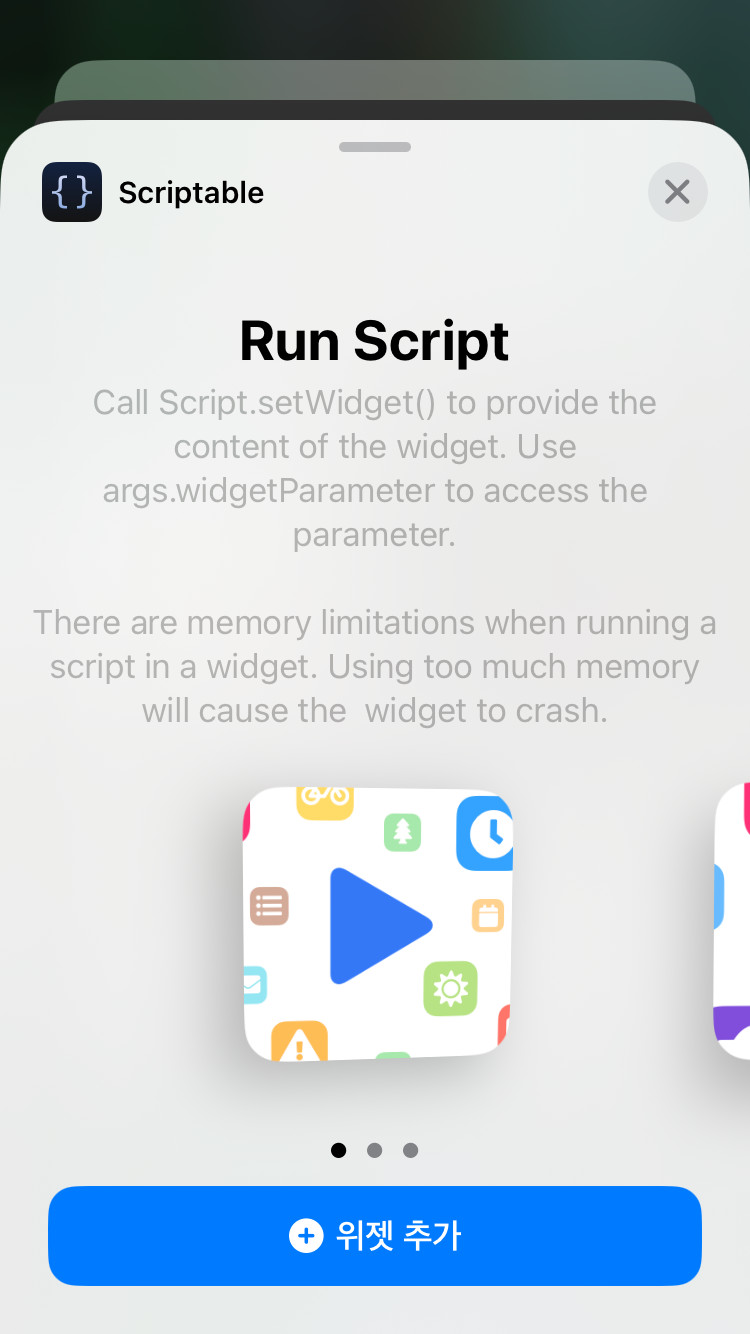 {}
Scriptable
Run Script
Call Script.setWidget() to provide the
content of the widget. Use
args.widgetParameter to access the
parameter.
There are memory limitations when running a
script in a widget. Using too much memory
will cause the  widget to crash.
위젯 추가